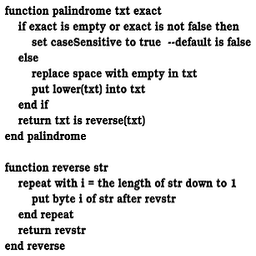 function palindrome txt exact
if exact is empty or exact is not false then
set caseSensitive to true --default is false
else
replace space with empty in txt
put lower(txt) into txt
end if
return txt is reverse(txt)
end palindrome
function reverse str
repeat with i = the length of str down to 1
put byte i of str after revstr
end repeat
return revstr
end reverse